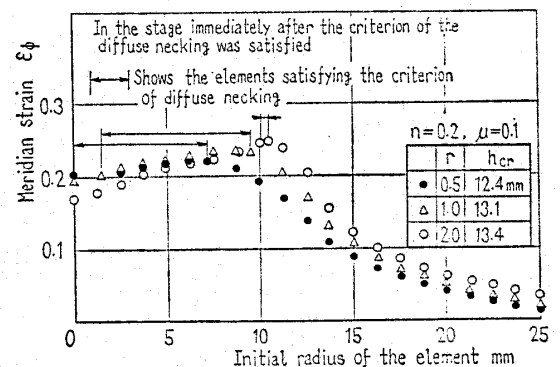 In the stage immediately after the criterion of the
diffuse necking was satisfied
Shows the elements satisfying the criterion
of diffuse necking
Meridian strain εϕ
0.3
0.2
0.1
n=0.2, μ=0.1
r hcr
0.5 12.4mm
1.0 13.1
2.0 13.4
0 5 10 15 20 25
Initial radius of the element mm